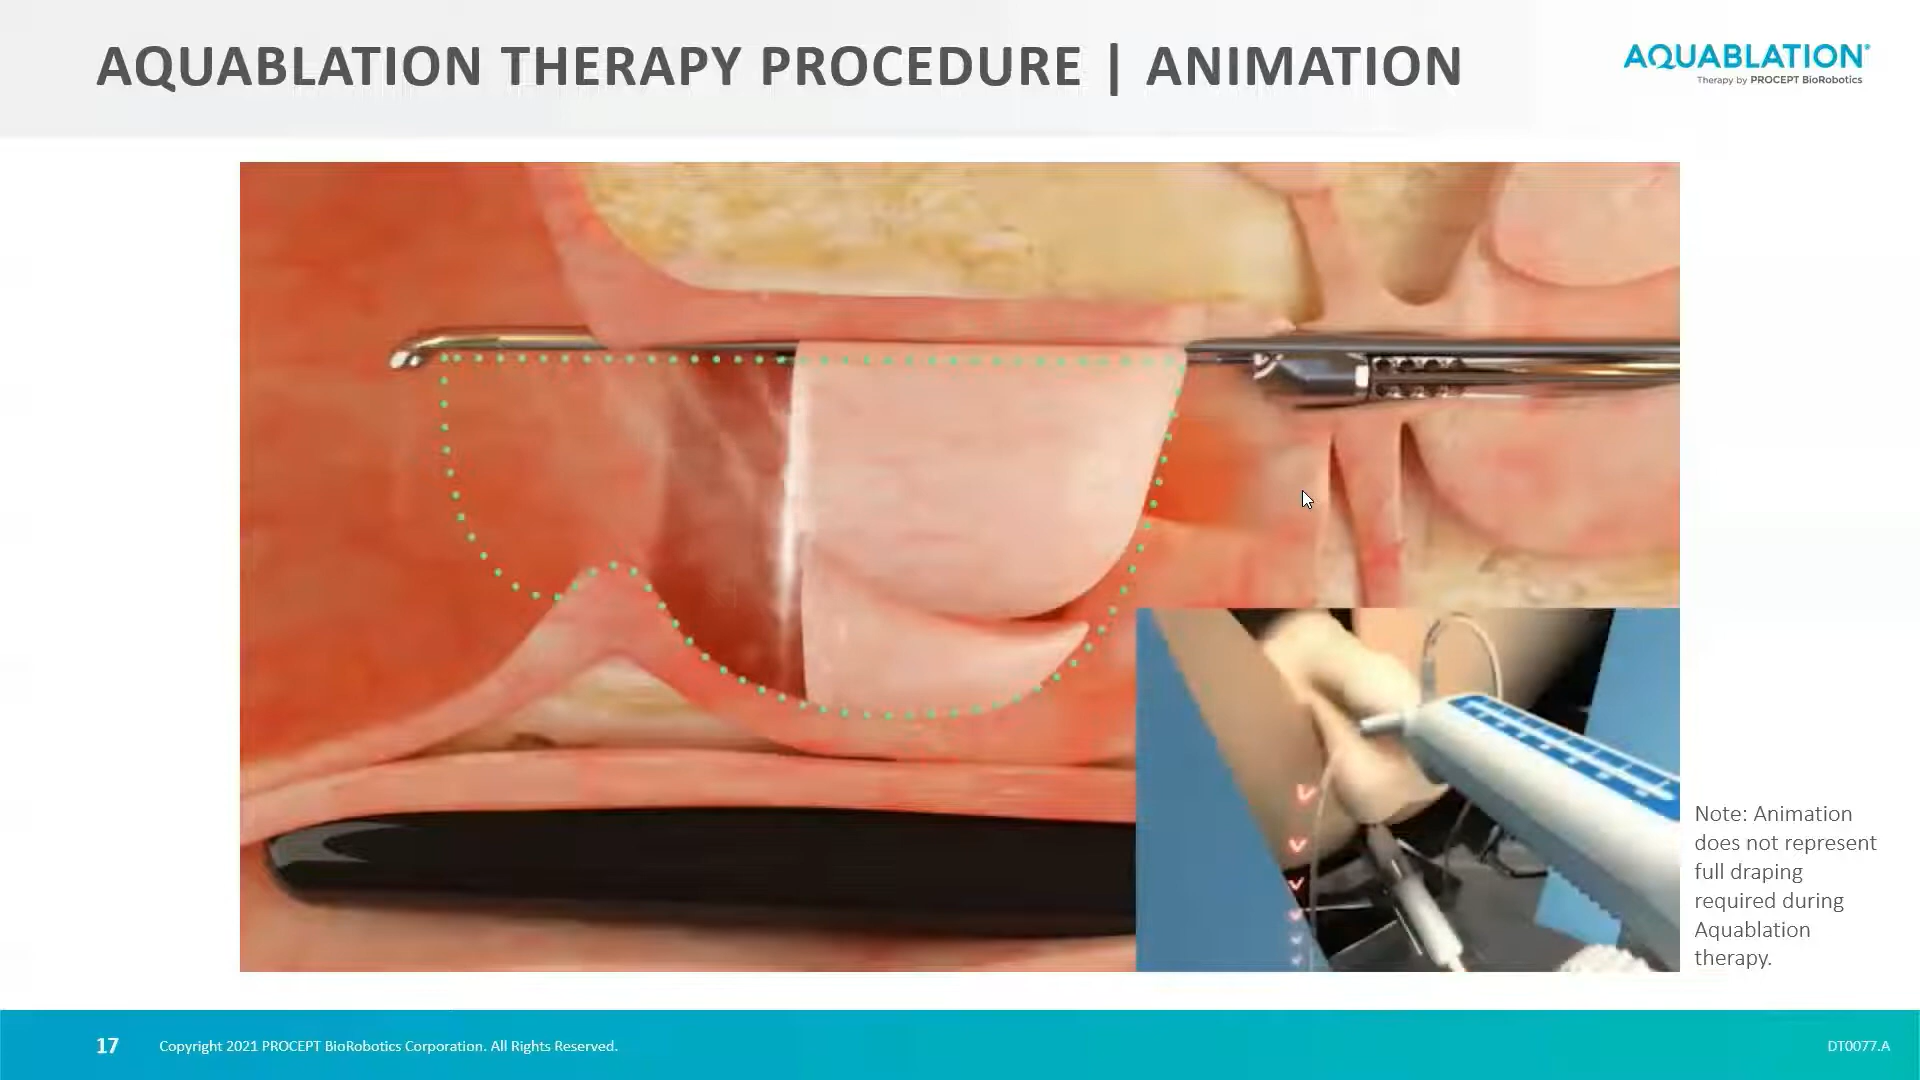 AQUABLATION THERAPY PROCEDURE | ANIMATION
AQUABLATION®
Therapy by PROCEPT BioRobotics
Note: Animation
does not represent
full draping
required during
Aquablation
therapy.
17
Copyright 2021 PROCEPT BioRobotics Corporation. All Rights Reserved.
DT0077.A